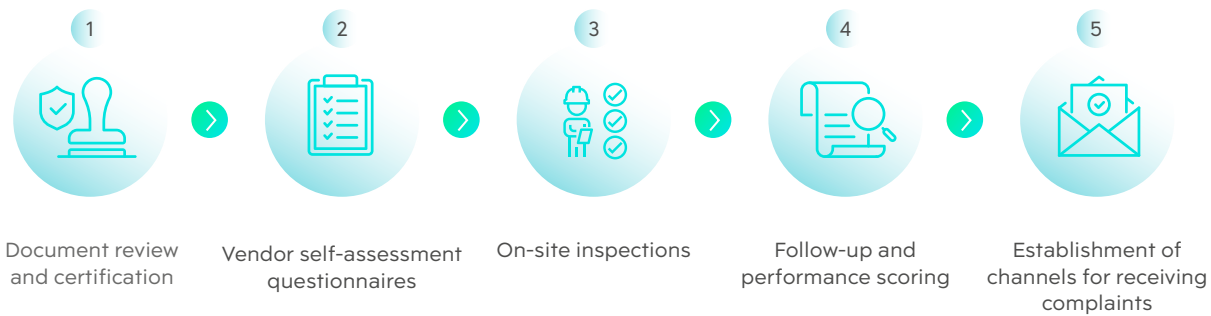 1
2
3
4
5
Document review
and certification
Vendor self-assessment
questionnaires
On-site inspections
Follow-up and
performance scoring
Establishment of
channels for receiving
complaints